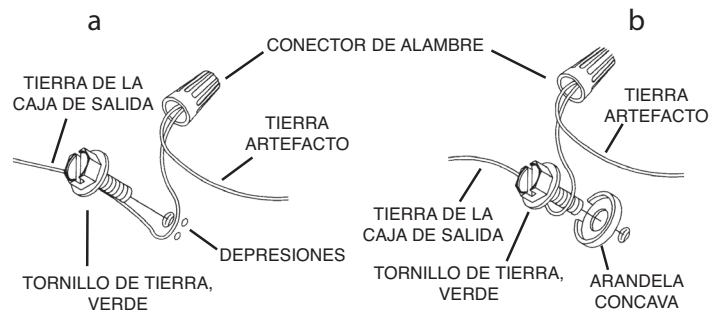 a
b
CONECTOR DE ALAMBRE
TIERRA DE LA
CAJA DE SALIDA
TIERRA
ARTEFACTO
TIERRA
ARTEFACTO
DEPRESIONES
TORNILLO DE TIERRA,
VERDE
TIERRA DE LA
CAJA DE SALIDA
TORNILLO DE TIERRA,
VERDE
ARANDELA
CONCAVA